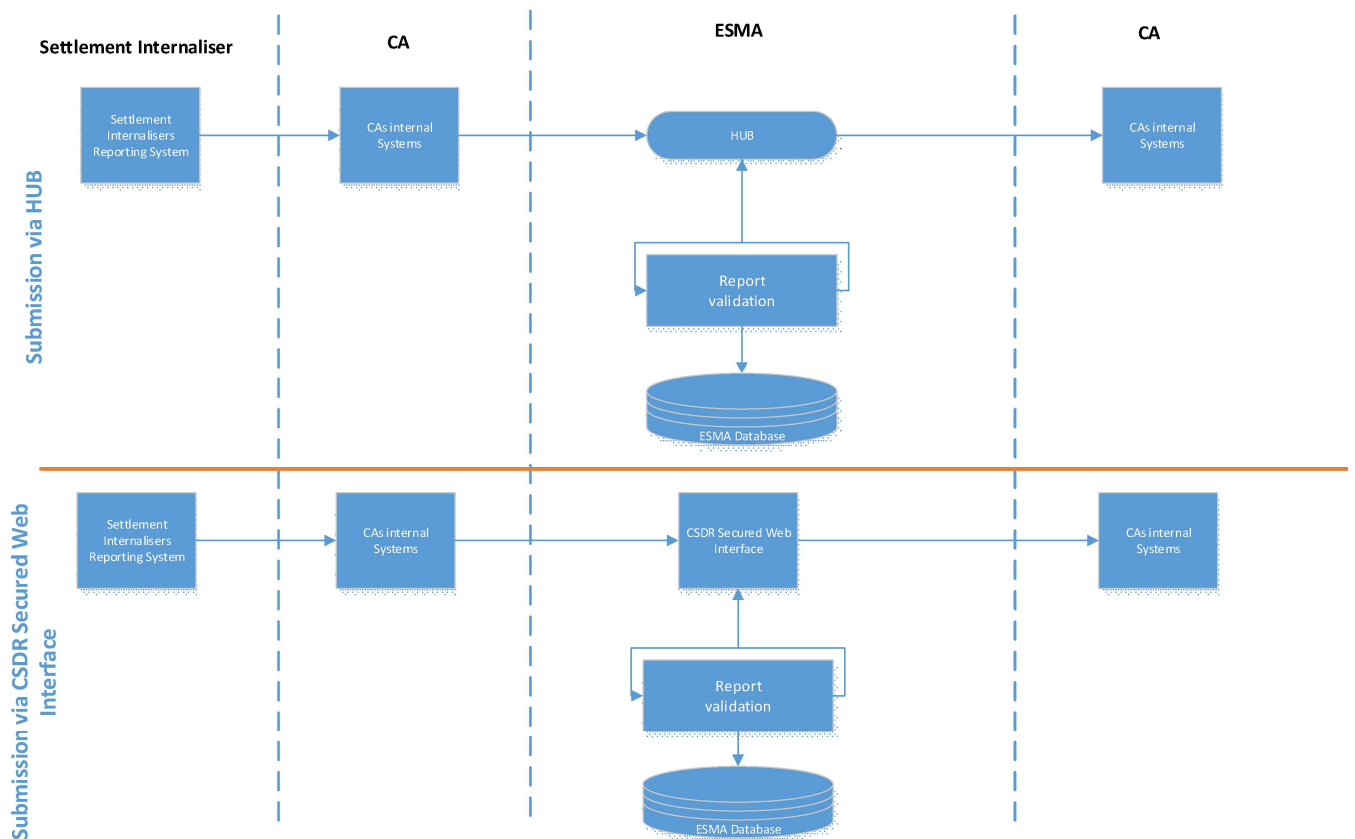 Settlement Internaliser
CA
ESMA
CA
Submission via HUB
Settlement
Internalisers
Reporting System
CAs internal
Systems
HUB
CAs internal
Systems
Report
validation
ESMA Database
Submission via CSDR Secured Web
Interface
Settlement
Internalisers
Reporting System
CAs internal
Systems
CSDR Secured Web
Interface
CAs internal
Systems
Report
validation
ESMA Database